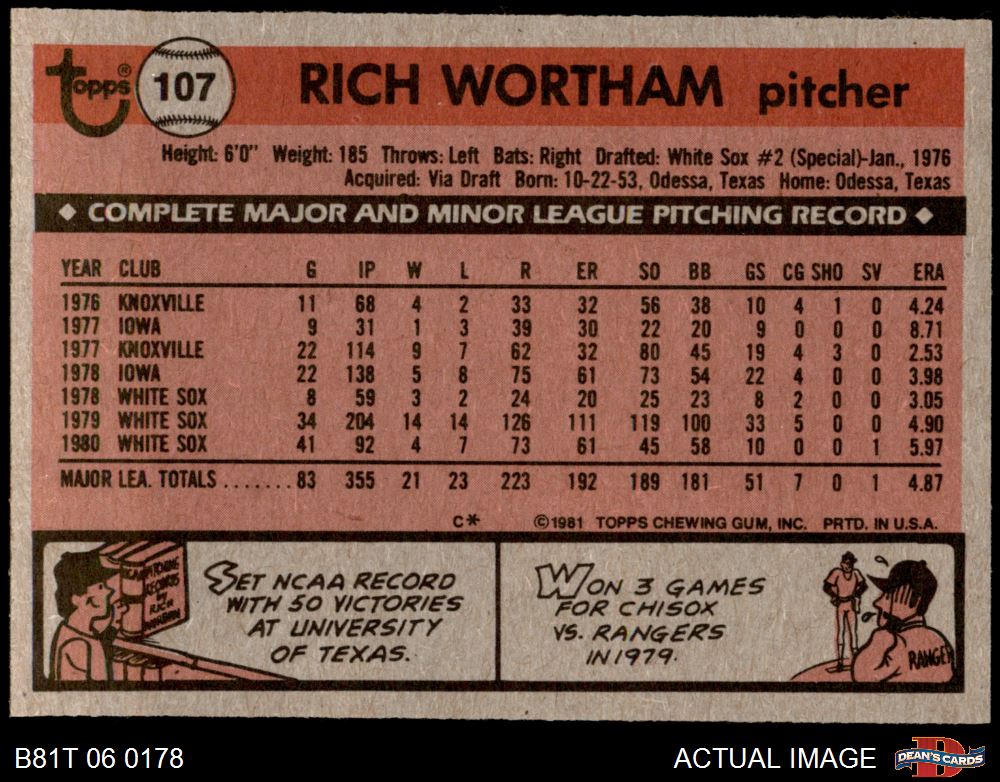 topps® 107 RICH WORTHAM pitcher
Height: 6'0" Weight: 185 Throws: Left Bats: Right Drafted: White Sox #2 (Special)-Jan., 1976
Acquired: Via Draft Born: 10-22-53, Odessa, Texas Home: Odessa, Texas
◆ COMPLETE MAJOR AND MINOR LEAGUE PITCHING RECORD ◆
YEAR CLUB G IP W L R ER SO BB GS CG SHO SV ERA
1976 KNOXVILLE 11 68 4 2 33 32 56 38 10 4 1 0 4.24
1977 IOWA 9 31 1 3 39 30 22 20 9 0 0 0 8.71
1977 KNOXVILLE 22 114 9 7 62 32 80 45 19 4 3 0 2.53
1978 IOWA 22 138 5 8 75 61 73 54 22 4 0 0 3.98
1978 WHITE SOX 8 59 3 2 24 20 25 23 8 2 0 0 3.05
1979 WHITE SOX 34 204 14 14 126 111 119 100 33 5 0 0 4.90
1980 WHITE SOX 41 92 4 7 73 61 45 58 10 0 0 1 5.97
MAJOR LEA. TOTALS.......83 355 21 23 223 192 189 181 51 7 0 1 4.87
C* ©1981 TOPPS CHEWING GUM, INC. PRTD. IN U.S.A.
RECORDS
by
RICH
WORTHAM
SET NCAA RECORD
WITH 50 VICTORIES
AT UNIVERSITY
OF TEXAS.
WON 3 GAMES
FOR CHISOX
VS. RANGERS
IN 1979.
RANGER
B81T 06 0178 ACTUAL IMAGE D DEAN'S CARDS